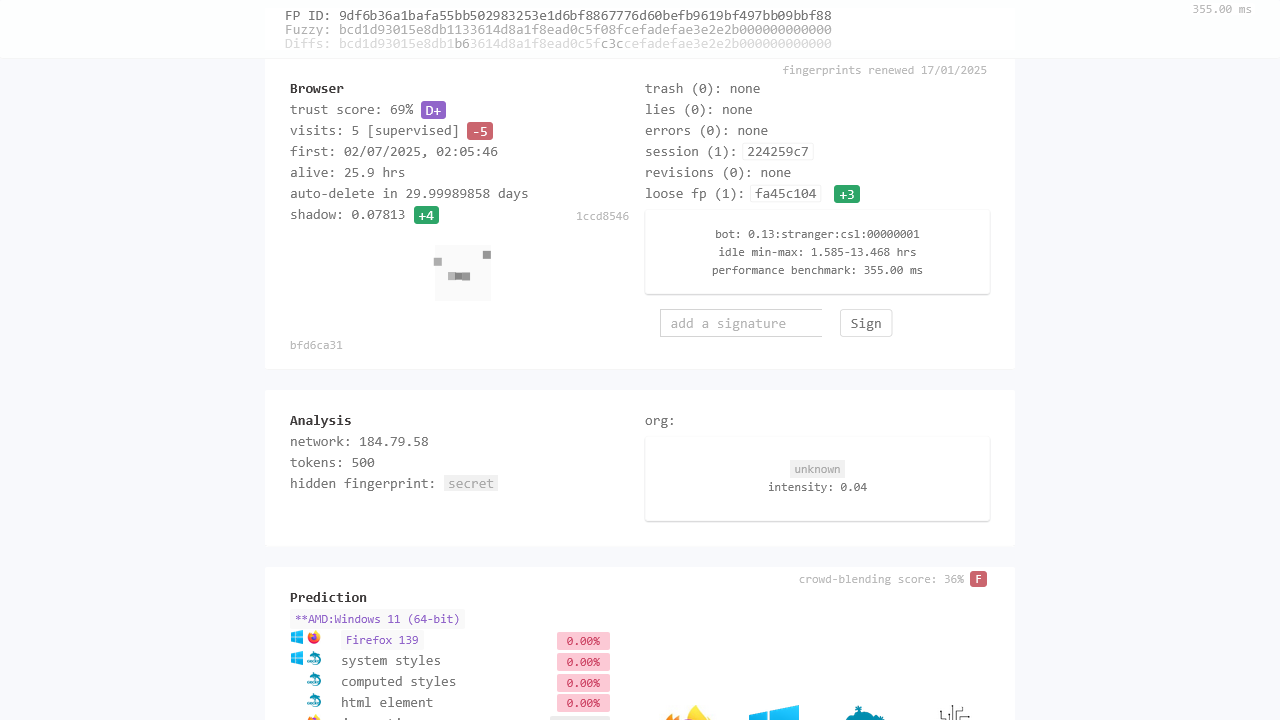 FP ID: 9df6b36a1bafa55bb502983253e1d6bf8867776d60befb9619bf497bb09bbf88
355.00 ms
Fuzzy: bcd1d93015e8db1133614d8a1f8ead0c5f08fcefadefae3e2e2b000000000000
Diffs: bcd1d93015e8db1b63614d8a1f8ead0c5fc3ccefadefae3e2e2b000000000000
fingerprints renewed 17/01/2025
Browser
trust score: 69% D+
visits: 5 [supervised] -5
first: 02/07/2025, 02:05:46
alive: 25.9 hrs
auto-delete in 29.99989858 days
shadow: 0.07813 +4
1ccd8546
bfd6ca31
trash (0): none
lies (0): none
errors (0): none
session (1): 224259c7
revisions (0): none
loose fp (1): fa45c104 +3
bot: 0.13:stranger:csl:00000001
idle min-max: 1.585-13.468 hrs
performance benchmark: 355.00 ms
add a signature Sign
Analysis
network: 184.79.58
tokens: 500
hidden fingerprint: secret
org:
unknown
intensity: 0.04
crowd-blending score: 36% F
Prediction
**AMD:Windows 11 (64-bit)
Firefox 139 0.00%
system styles 0.00%
computed styles 0.00%
html element 0.00%